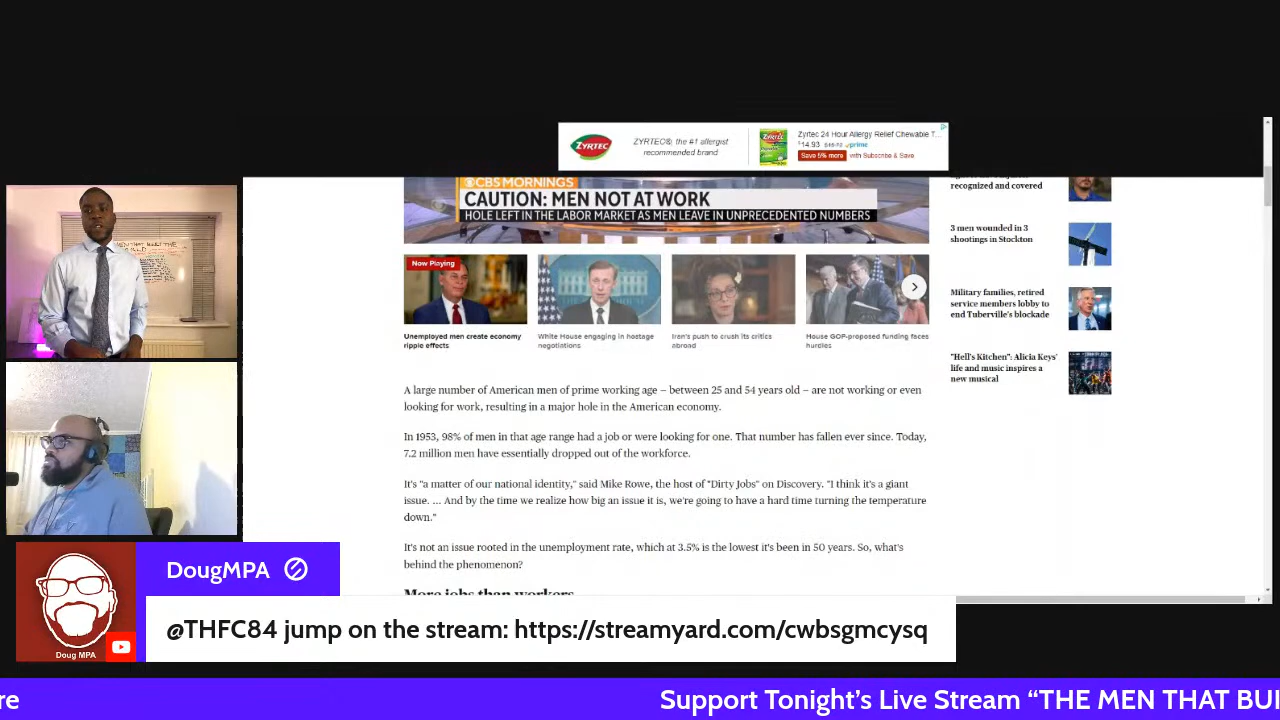 ZYRTEC
ZYRTEC®, the #1 allergist
recommended brand
Zyrtec 24 Hour Allergy Relief Chewable T...
Save 5% more with Subscribe & Save
CBS MORNINGS
CAUTION: MEN NOT AT WORK
HOLE LEFT IN THE LABOR MARKET AS MEN LEAVE IN UNPRECEDENTED NUMBERS
recognized and covered
3 men wounded in 3
shootings in Stockton
Military families, retired
service members lobby to
end Tuberville's blockade
"Hell's Kitchen": Alicia Keys'
life and music inspires a
new musical
Now Playing
Unemployed men create economy
ripple effects
White House engaging in hostage
negotiations
Iran's push to crush its critics
abroad
House GOP-proposed funding faces
hurdles
A large number of American men of prime working age — between 25 and 54 years old — are not working or even
looking for work, resulting in a major hole in the American economy.
In 1953, 98% of men in that age range had a job or were looking for one. That number has fallen ever since. Today,
7.2 million men have essentially dropped out of the workforce.
It's "a matter of our national identity," said Mike Rowe, the host of "Dirty Jobs" on Discovery. "I think it's a giant
issue. ... And by the time we realize how big an issue it is, we're going to have a hard time turning the temperature
down."
It's not an issue rooted in the unemployment rate, which at 3.5% is the lowest it's been in 50 years. So, what's
behind the phenomenon?
More jobs than workers
DougMPA
Doug MPA
@THFC84 jump on the stream: https://streamyard.com/cwbsgmcysq
re
Support Tonight's Live Stream “THE MEN THAT BUI